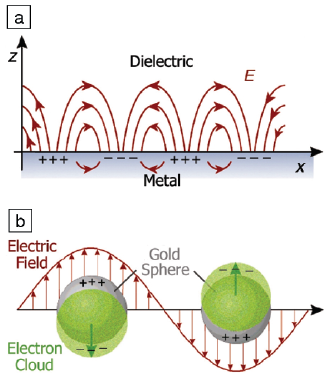 a
z
Dielectric
E
+++ --- +++ ---
Metal
x
b
Electric
Field
Gold
Sphere
+++
---
Electron
Cloud
---
+++